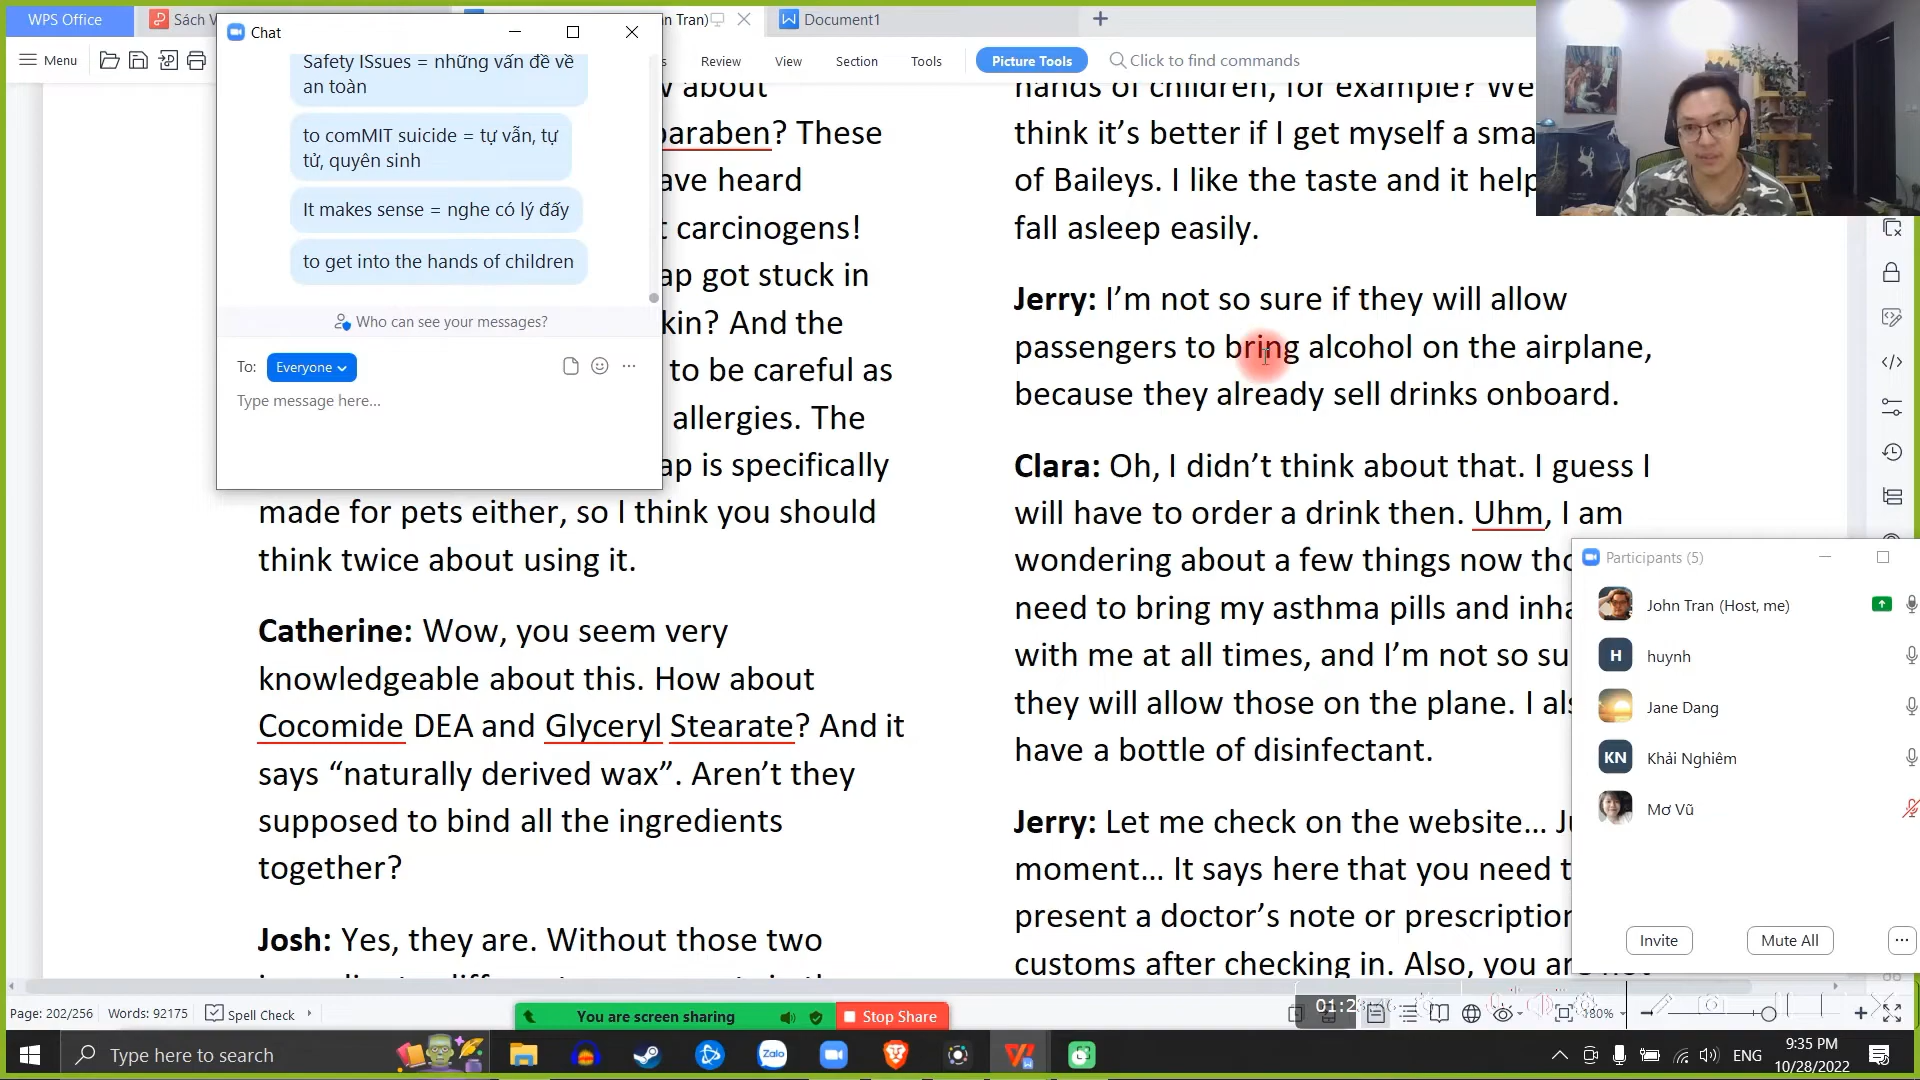 WPS Office
Sách V
n Tran)
Document1
Chat
Menu
s
Review
View
Section
Tools
Picture Tools
Click to find commands
Safety ISsues = những vấn đề về
an toàn
to comMIT suicide = tự vẫn, tự
tử, quyên sinh
It makes sense = nghe có lý đấy
to get into the hands of children
Who can see your messages?
To: Everyone
Type message here...
about
paraben? These
ave heard
carcinogens!
ap got stuck in
kin? And the
to be careful as
allergies. The
ap is specifically
made for pets either, so I think you should
think twice about using it.
Catherine: Wow, you seem very
knowledgeable about this. How about
Cocomide DEA and Glyceryl Stearate? And it
says “naturally derived wax”. Aren’t they
supposed to bind all the ingredients
together?
Josh: Yes, they are. Without those two
hands of children, for example? We
think it’s better if I get myself a sma
of Baileys. I like the taste and it help
fall asleep easily.
Jerry: I’m not so sure if they will allow
passengers to bring alcohol on the airplane,
because they already sell drinks onboard.
Clara: Oh, I didn’t think about that. I guess I
will have to order a drink then. Uhm, I am
wondering about a few things now tho
need to bring my asthma pills and inha
with me at all times, and I’m not so su
they will allow those on the plane. I als
have a bottle of disinfectant.
Jerry: Let me check on the website... Ju
moment... It says here that you need t
present a doctor’s note or prescription
customs after checking in. Also, you are not
Participants (5)
John Tran (Host, me)
H huynh
Jane Dang
KN Khải Nghiêm
Mơ Vũ
Invite
Mute All
Page: 202/256
Words: 92175
Spell Check
You are screen sharing
Stop Share
180%
Type here to search
Zalo
ENG
9:35 PM
10/28/2022